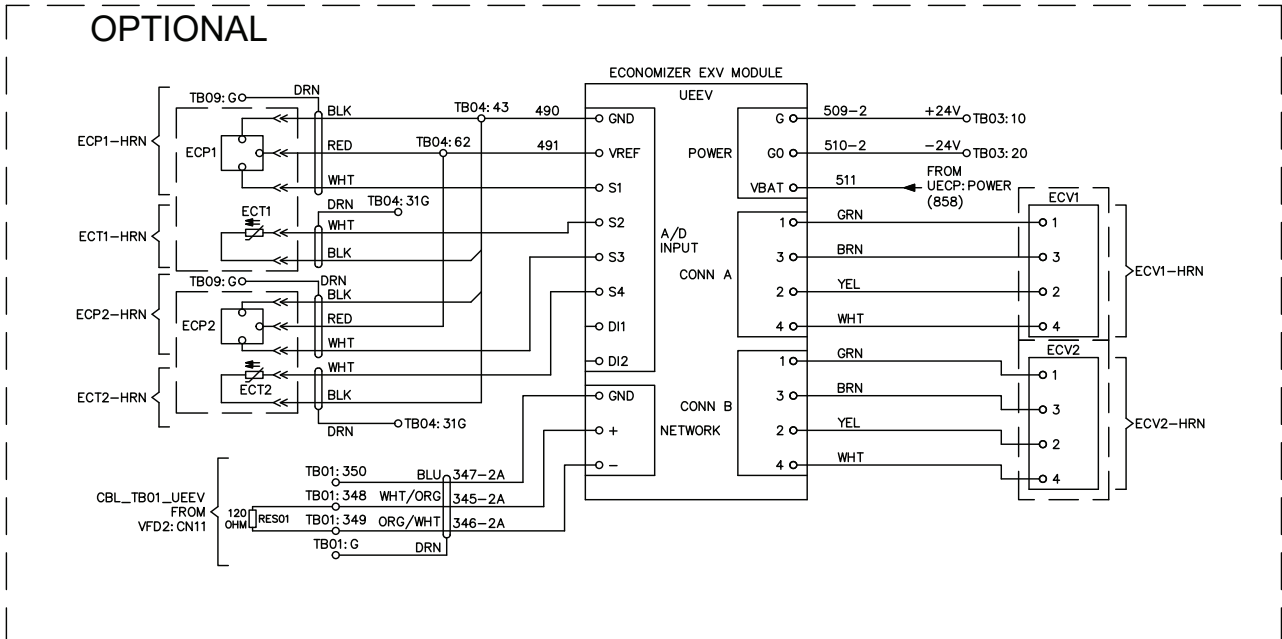 OPTIONAL
ECONOMIZER EXV MODULE
UEEV
TB09:G
DRN
BLK
TB04:43
490
GND
G
509-2
+24V
TB03:10
ECP1-HRN
ECP1
RED
TB04:62
491
VREF
POWER
G0
510-2
-24V
TB03:20
WHT
S1
VBAT
511
FROM
UECP:POWER
(858)
ECV1
ECT1-HRN
ECT1
DRN
TB04:31G
WHT
S2
A/D
INPUT
1
GRN
1
BLK
S3
CONN A
3
BRN
3
ECV1-HRN
TB09:G
DRN
BLK
S4
2
YEL
2
ECP2-HRN
ECP2
RED
DI1
4
WHT
4
WHT
DI2
ECV2
ECT2-HRN
ECT2
WHT
1
GRN
1
BLK
GND
CONN B
3
BRN
3
ECV2-HRN
DRN
TB04:31G
+
NETWORK
2
YEL
2
-
4
WHT
4
CBL_TB01_UEEV
FROM
VFD2:CN11
TB01:350
BLU
347-2A
120
OHM
RES01
TB01:348
WHT/ORG
345-2A
TB01:349
ORG/WHT
346-2A
TB01:G
DRN